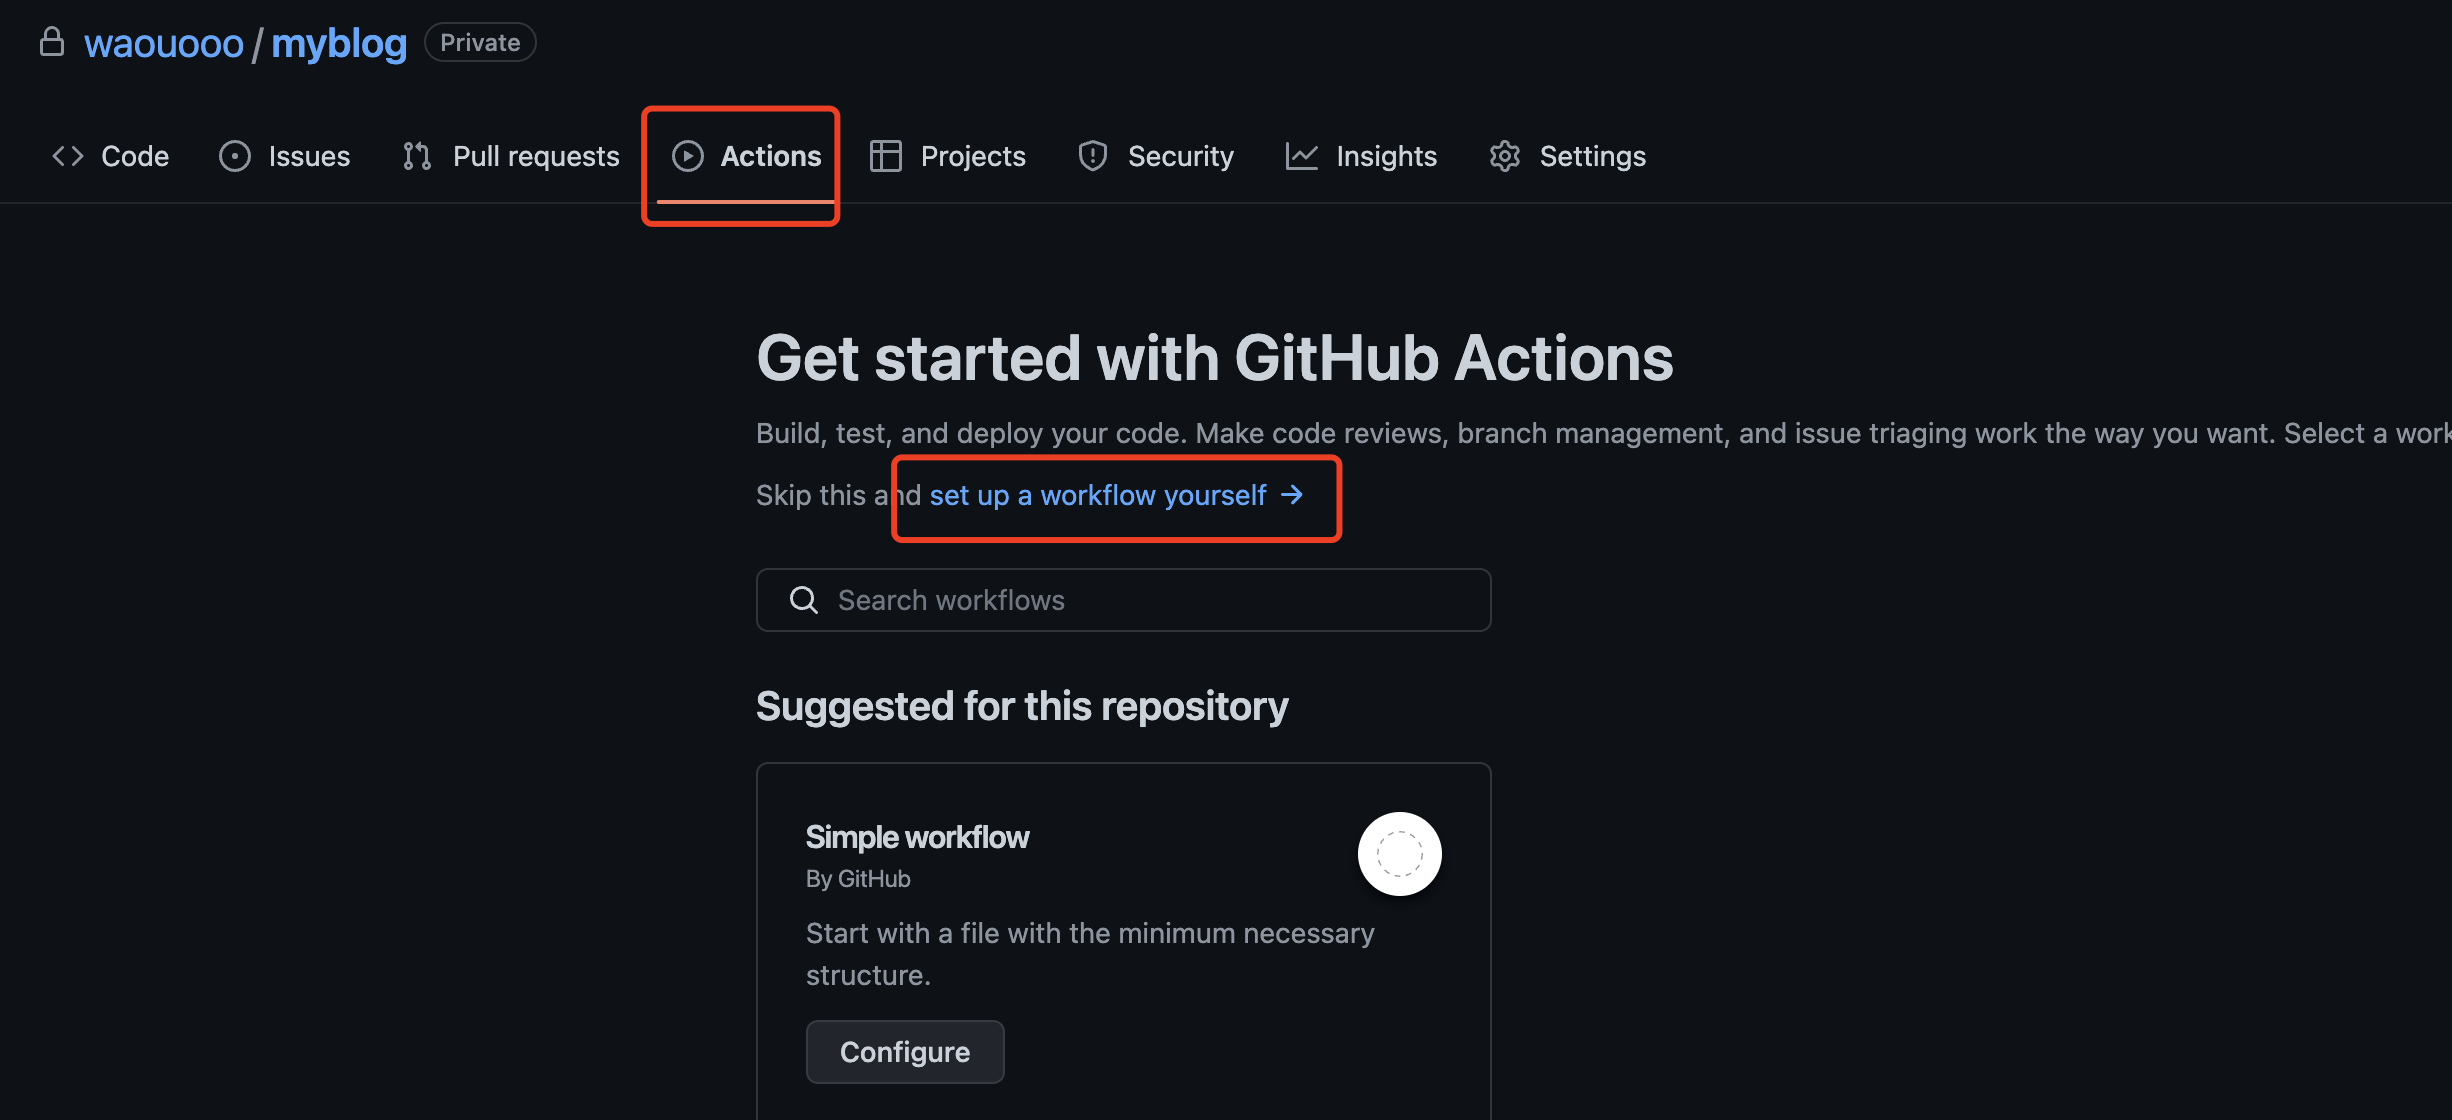 waouooo / myblog Private
Code Issues Pull requests Actions Projects Security Insights Settings
Get started with GitHub Actions
Build, test, and deploy your code. Make code reviews, branch management, and issue triaging work the way you want. Select a work
Skip this and set up a workflow yourself →
Search workflows
Suggested for this repository
Simple workflow
By GitHub
Start with a file with the minimum necessary
structure.
Configure